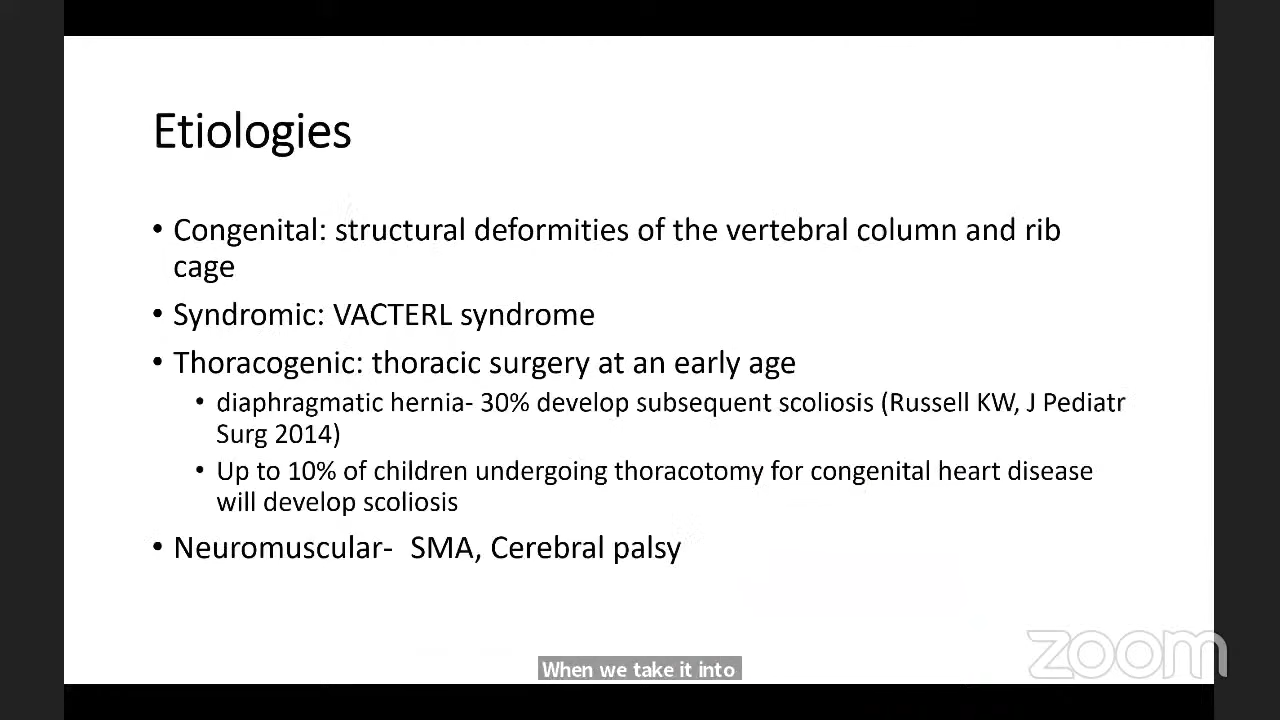 Etiologies
• Congenital: structural deformities of the vertebral column and rib
cage
• Syndromic: VACTERL syndrome
• Thoracogenic: thoracic surgery at an early age
• diaphragmatic hernia- 30% develop subsequent scoliosis (Russell KW, J Pediatr
Surg 2014)
• Up to 10% of children undergoing thoracotomy for congenital heart disease
will develop scoliosis
• Neuromuscular- SMA, Cerebral palsy
zoom
When we take it into